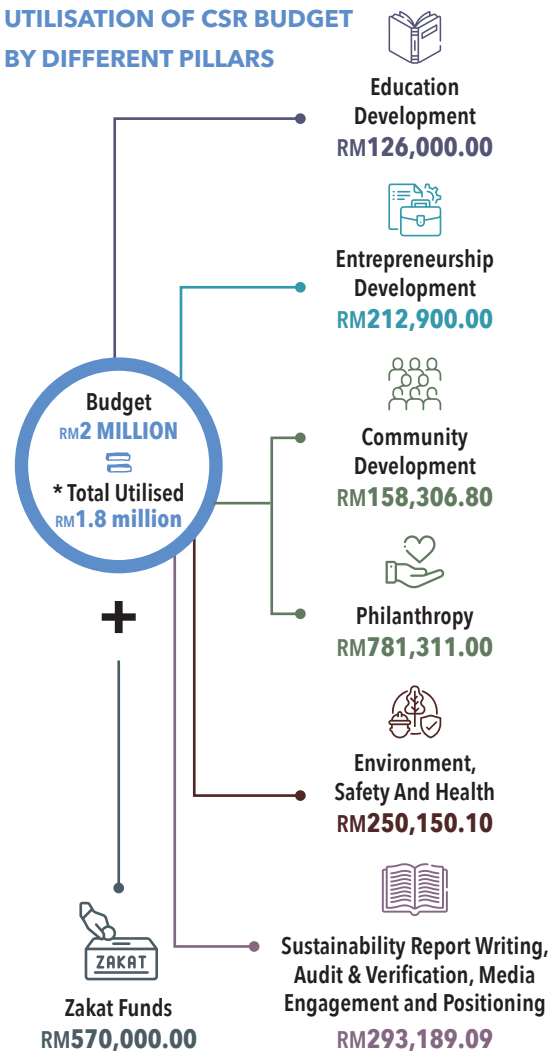 UTILISATION OF CSR BUDGET
BY DIFFERENT PILLARS
Education
Development
RM126,000.00
Entrepreneurship
Development
RM212,900.00
Budget
RM2 MILLION
* Total Utilised
RM1.8 million
Community
Development
RM158,306.80
+
Philanthropy
RM781,311.00
Environment,
Safety And Health
RM250,150.10
ZAKAT
Zakat Funds
RM570,000.00
Sustainability Report Writing,
Audit & Verification, Media
Engagement and Positioning
RM293,189.09